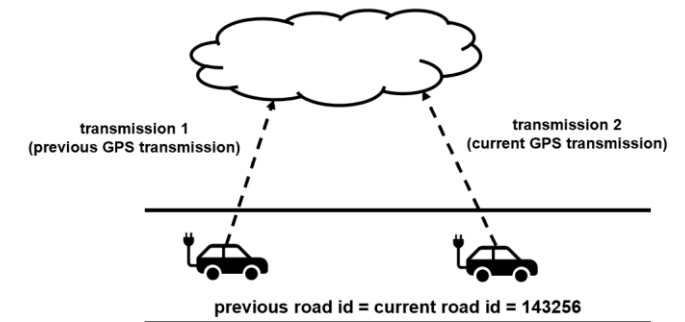 transmission 1
(previous GPS transmission)
transmission 2
(current GPS transmission)
previous road id = current road id = 143256